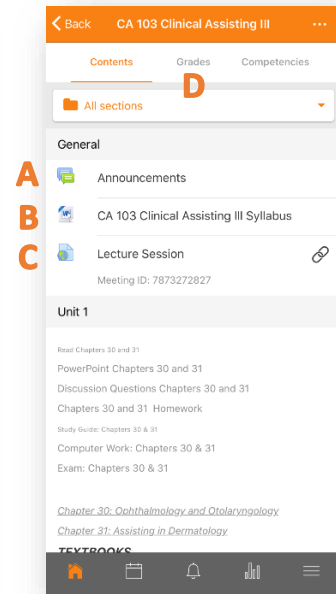 Back CA 103 Clinical Assisting III ...
Contents Grades Competencies
D
All sections
General
A Announcements
B CA 103 Clinical Assisting III Syllabus
C Lecture Session
Meeting ID: 7873272827
Unit 1
Read Chapters 30 and 31
PowerPoint Chapters 30 and 31
Discussion Questions Chapters 30 and 31
Chapters 30 and 31 Homework
Study Guide: Chapters 30 & 31
Computer Work: Chapters 30 & 31
Exam: Chapters 30 & 31
Chapter 30: Ophthalmology and Otolaryngology
Chapter 31: Assisting in Dermatology
TEXTBOOKS